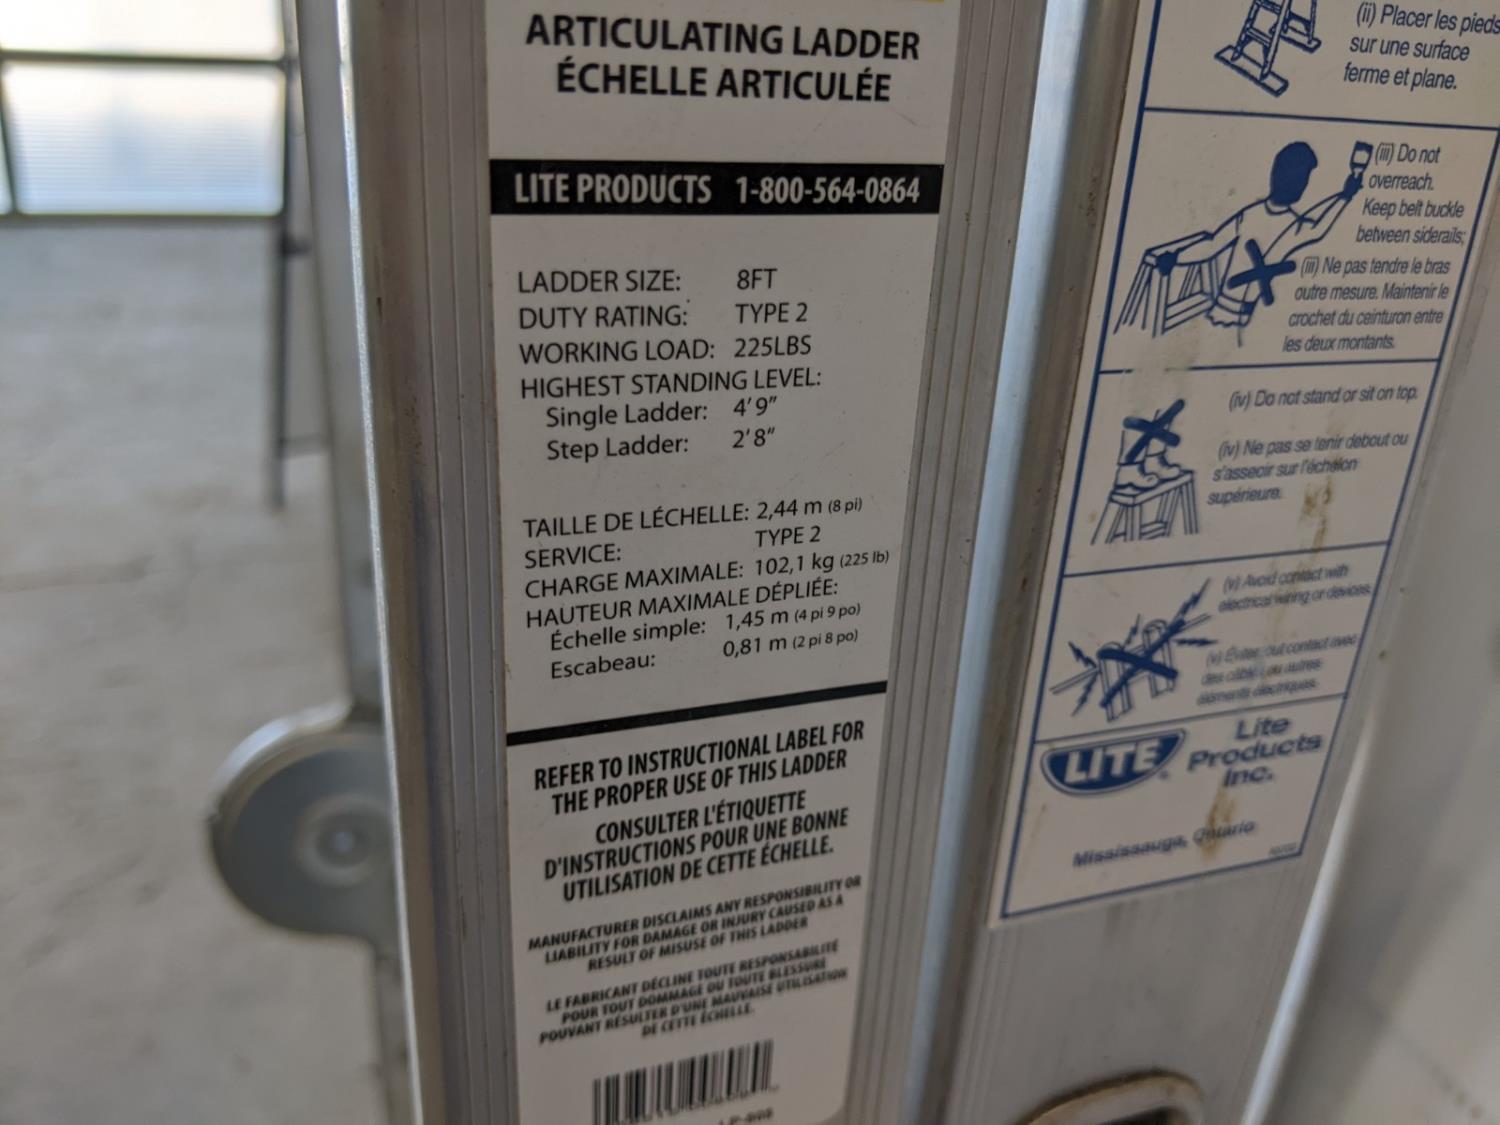 ARTICULATING LADDER
ÉCHELLE ARTICULÉE
LITE PRODUCTS 1-800-564-0864
LADDER SIZE: 8FT
DUTY RATING: TYPE 2
WORKING LOAD: 225LBS
HIGHEST STANDING LEVEL:
Single Ladder: 4'9"
Step Ladder: 2'8"
TAILLE DE LÉCHELLE: 2,44 m (8 pi)
SERVICE: TYPE 2
CHARGE MAXIMALE: 102,1 kg (225 lb)
HAUTEUR MAXIMALE DÉPLIÉE:
Échelle simple: 1,45 m (4 pi 9 po)
Escabeau: 0,81 m (2 pi 8 po)
REFER TO INSTRUCTIONAL LABEL FOR
THE PROPER USE OF THIS LADDER
CONSULTER L'ÉTIQUETTE
D'INSTRUCTIONS POUR UNE BONNE
UTILISATION DE CETTE ÉCHELLE.
MANUFACTURER DISCLAIMS ANY RESPONSIBILITY OR
LIABILITY FOR DAMAGE OR INJURY CAUSED AS A
RESULT OF MISUSE OF THIS LADDER
LE FABRICANT DÉCLINE TOUTE RESPONSABILITÉ
POUR TOUT DOMMAGE OU TOUTE BLESSURE
POUVANT RÉSULTER D'UNE MAUVAISE UTILISATION
DE CETTE ÉCHELLE.
(ii) Placer les pieds
sur une surface
ferme et plane.
(iii) Do not
overreach.
Keep belt buckle
between siderails;
(iii) Ne pas tendre le bras
outre mesure. Maintenir le
crochet du ceinturon entre
les deux montants.
(iv) Do not stand or sit on top.
(iv) Ne pas se tenir debout ou
s'asseoir sur l'échelon
supérieure.
(v) Avoid contact with
electrical wiring or devices.
(v) Éviter tout contact avec
des câbles ou autres
éléments électriques.
LITE
Lite
Products
Inc.
Mississauga, Ontario